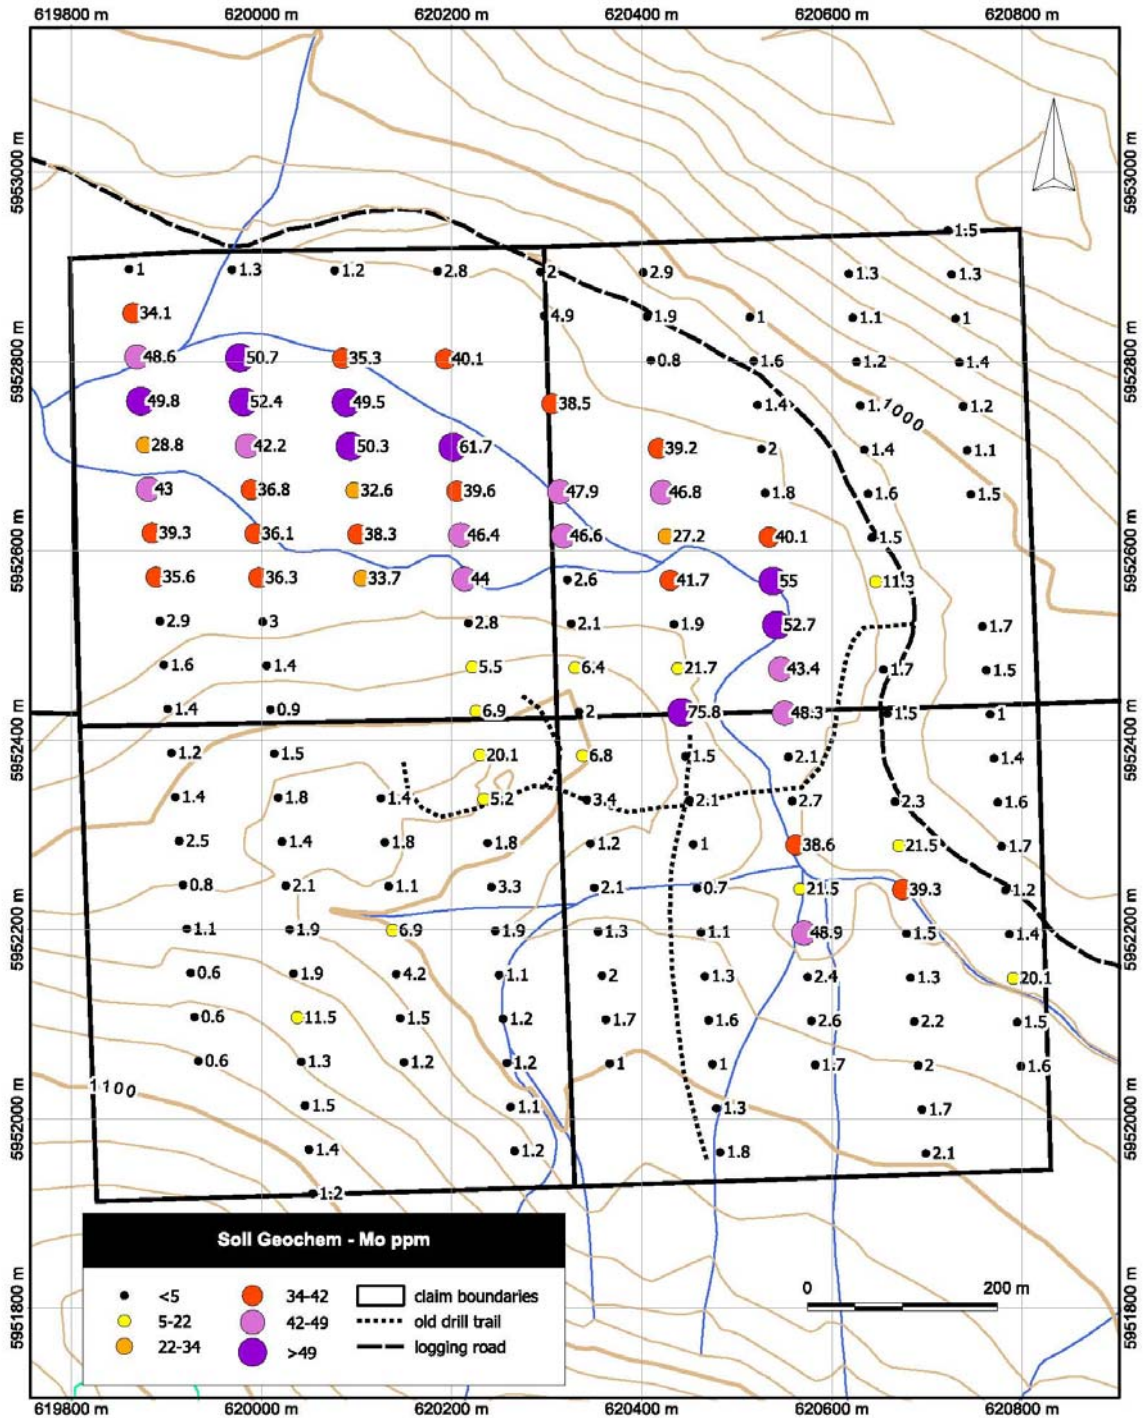 619800 m 620000 m 620200 m 620400 m 620600 m 620800 m
5953000 m 5953000 m
1.5
1 1.3 1.2 2.8 2 2.9 1.3 1.3
34.1 4.9 1.9 1 1.1 1
5952800 m 48.6 50.7 35.3 40.1 0.8 1.6 1.2 1.4 5952800 m
49.8 52.4 49.5 38.5 1.4 1.2
1000
28.8 42.2 50.3 61.7 39.2 2 1.4 1.1
43 36.8 32.6 39.6 47.9 46.8 1.8 1.6 1.5
5952600 m 39.3 36.1 38.3 46.4 46.6 27.2 40.1 1.5 5952600 m
35.6 36.3 33.7 44 2.6 41.7 55 11.3
2.9 3 2.8 2.1 1.9 52.7 1.7
1.6 1.4 5.5 6.4 21.7 43.4 1.7 1.5
1.4 0.9 6.9 2 75.8 48.3 1.5 1
5952400 m 1.2 1.5 20.1 6.8 1.5 2.1 1.4 5952400 m
1.4 1.8 1.4 5.2 3.4 2.1 2.7 2.3 1.6
2.5 1.4 1.8 1.8 1.2 1 38.6 21.5 1.7
0.8 2.1 1.1 3.3 2.1 0.7 21.5 39.3 1.2
5952200 m 1.1 1.9 6.9 1.9 1.3 1.1 48.9 1.5 1.4 5952200 m
0.6 1.9 4.2 1.1 2 1.3 2.4 1.3 20.1
0.6 11.5 1.5 1.2 1.7 1.6 2.6 2.2 1.5
0.6 1.3 1.2 1.2 1 1 1.7 2 1.6
1100
5952000 m 1.5 1.1 1.3 1.7 5952000 m
1.4 1.2 1.8 2.1
1.2
Soil Geochem - Mo ppm
<5 34-42 claim boundaries
5-22 42-49 old drill trail
22-34 >49 logging road
0 200 m
5951800 m 5951800 m
619800 m 620000 m 620200 m 620400 m 620600 m 620800 m